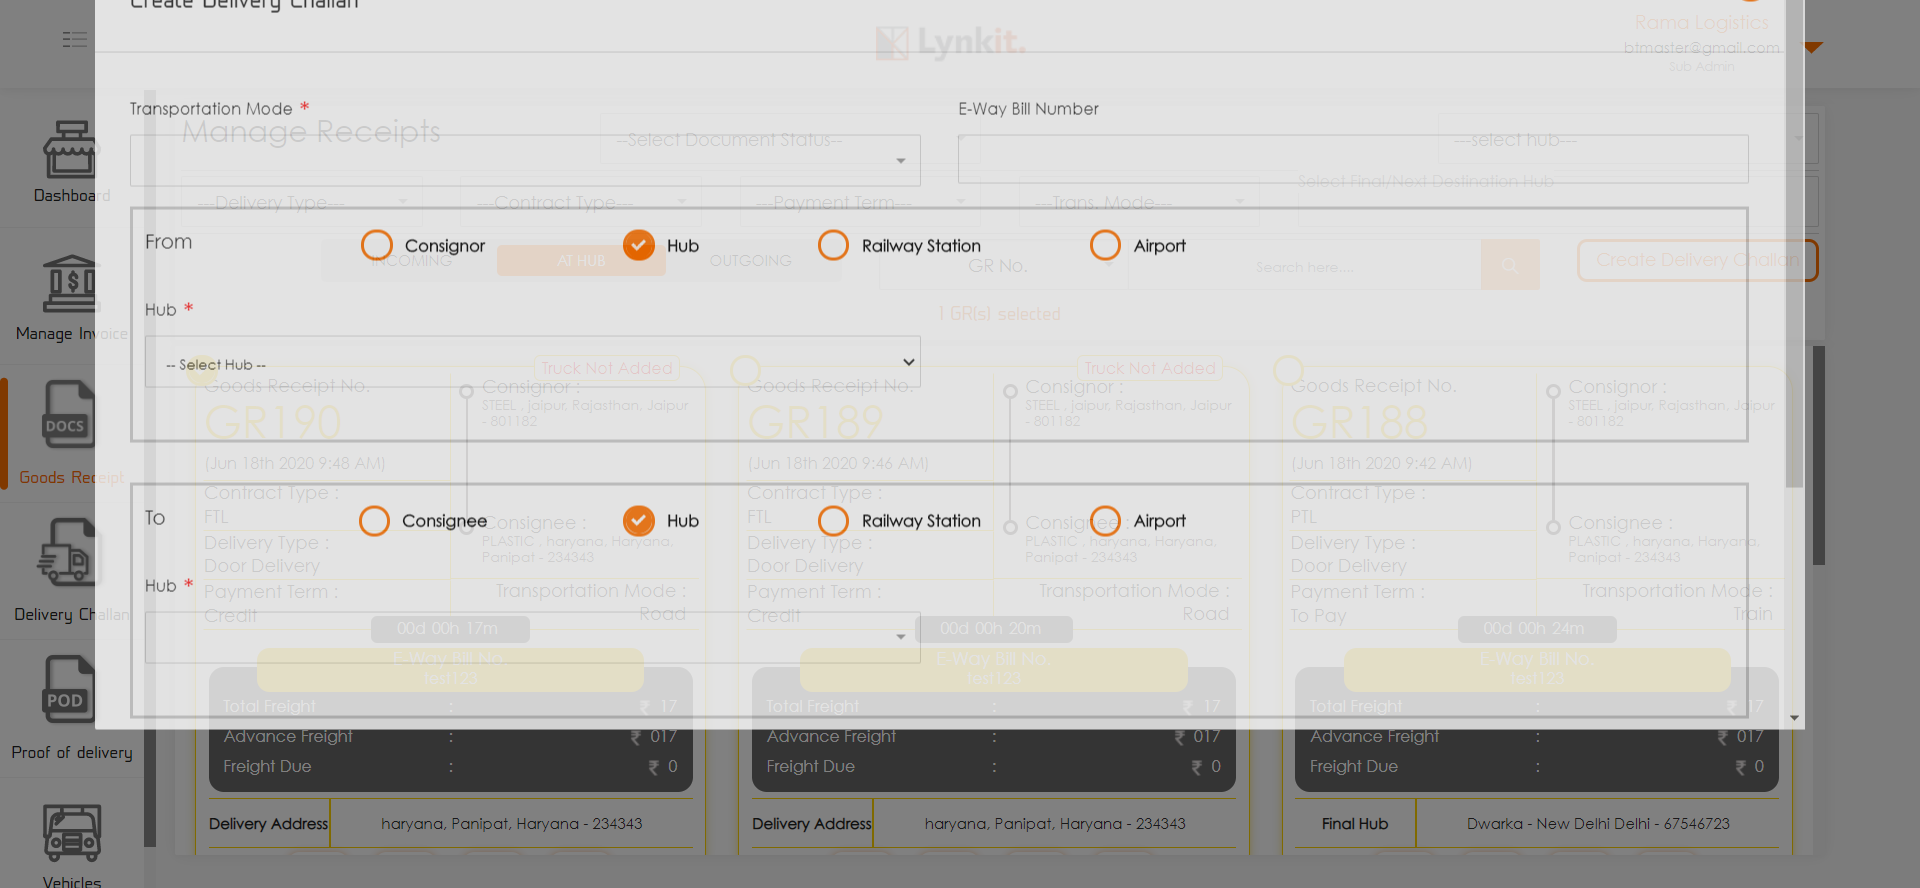 Create Delivery Challan
Lynkit.
Rama Logistics
btmaster@gmail.com
Sub Admin
Transportation Mode *
E-Way Bill Number
Manage Receipts
--Select Document Status--
---select hub---
Select Final/Next Destination Hub
---Delivery Type---
---Contract Type---
---Payment Term---
---Trans. Mode---
Dashboard
Manage Invoice
DOCS
Goods Receipt
Delivery Challan
POD
Proof of delivery
Vehicles
From
Consignor
Hub
Railway Station
Airport
INCOMING
AT HUB
OUTGOING
GR No.
Search here....
Create Delivery Challan
1 GR(s) selected
Hub *
-- Select Hub --
To
Consignee
Hub
Railway Station
Airport
Hub *
Truck Not Added
Goods Receipt No.
GR190
(Jun 18th 2020 9:48 AM)
Consignor :
STEEL , jaipur, Rajasthan, Jaipur
- 801182
Contract Type :
FTL
Delivery Type :
Door Delivery
Payment Term :
Credit
Consignee :
PLASTIC , haryana, Haryana,
Panipat - 234343
Transportation Mode :
Road
00d 00h 17m
E-Way Bill No
Test123
Total Freight : ₹ 17
Advance Freight : ₹ 017
Freight Due : ₹ 0
Delivery Address
haryana, Panipat, Haryana - 234343
Truck Not Added
Goods Receipt No.
GR189
(Jun 18th 2020 9:46 AM)
Consignor :
STEEL , jaipur, Rajasthan, Jaipur
- 801182
Contract Type :
FTL
Delivery Type :
Door Delivery
Payment Term :
Credit
Consignee :
PLASTIC , haryana, Haryana,
Panipat - 234343
Transportation Mode :
Road
00d 00h 20m
E-Way Bill No
Test123
Total Freight : ₹ 17
Advance Freight : ₹ 017
Freight Due : ₹ 0
Delivery Address
haryana, Panipat, Haryana - 234343
Goods Receipt No.
GR188
(Jun 18th 2020 9:42 AM)
Consignor :
STEEL , jaipur, Rajasthan, Jaipur
- 801182
Contract Type :
PTL
Delivery Type :
Door Delivery
Payment Term :
To Pay
Consignee :
PLASTIC , haryana, Haryana,
Panipat - 234343
Transportation Mode :
Train
00d 00h 24m
E-Way Bill No
Test123
Total Freight : ₹ 17
Advance Freight : ₹ 017
Freight Due : ₹ 0
Final Hub
Dwarka - New Delhi Delhi - 67546723